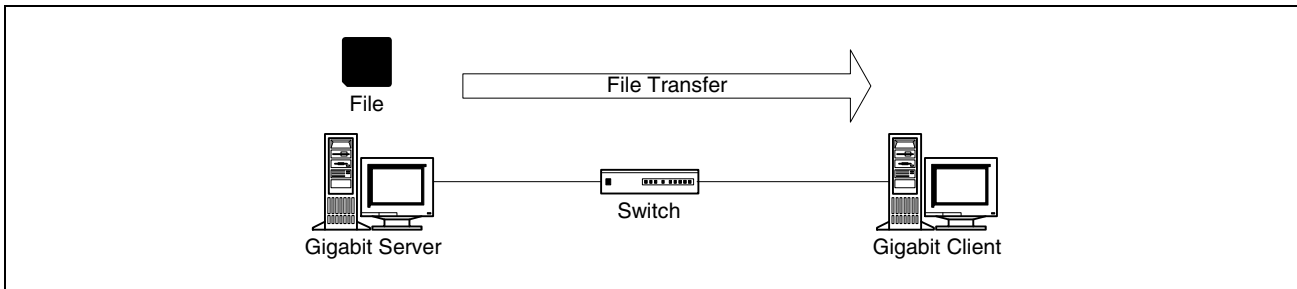 File Transfer
File
Switch
Gigabit Server
Gigabit Client